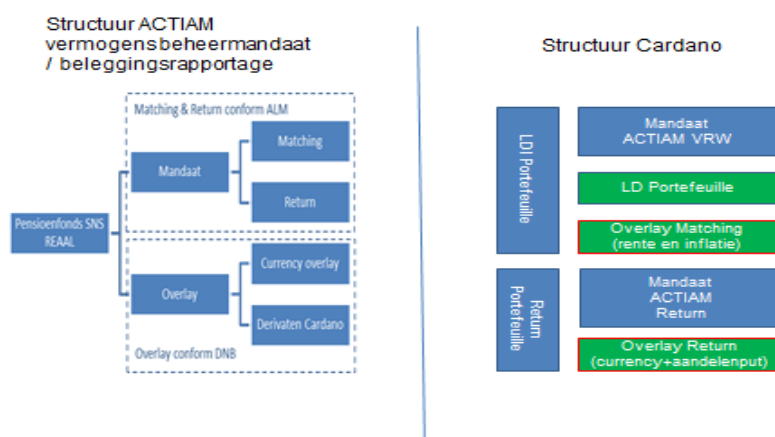 Structuur ACTIAM
vermogensbeheermandaat
/ beleggingsrapportage
Matching & Return conform ALM
Matching
Mandaat
Return
Pensioenfonds SNS
REAAL
Currency overlay
Overlay
Derivaten Cardano
Overlay conform DNB
Structuur Cardano
LDI Portefeuille
Mandaat
ACTIAM VRW
LD Portefeuille
Overlay Matching
(rente en inflatie)
Return
Portefeuille
Mandaat
ACTIAM
Return
Overlay Return
(currency+aandelenput)